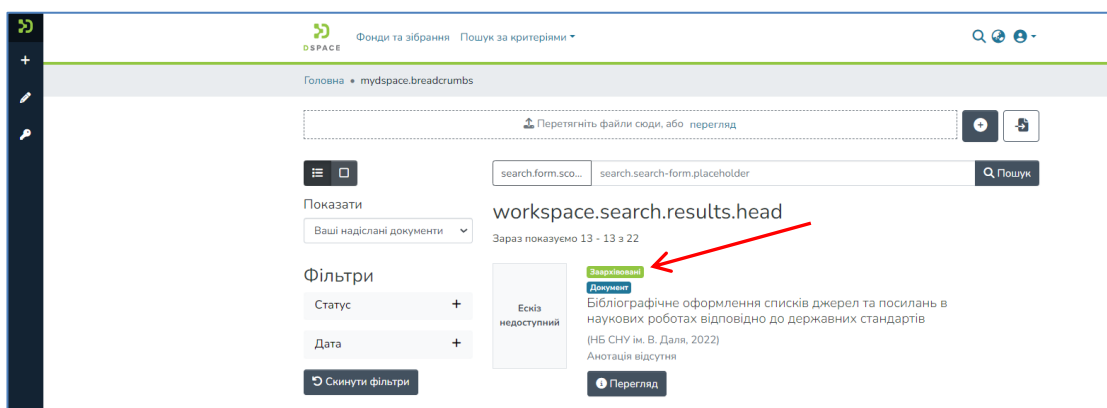 DSPACE
Фонди та зібрання Пошук за критеріями
Головна • mydspace.breadcrumbs
Перетягніть файли сюди, або перегляд
search.form.sco... search.search-form.placeholder Пошук
Показати
Ваші надіслані документи
workspace.search.results.head
Зараз показуємо 13 - 13 з 22
Фільтри
Статус +
Дата +
Скинути фільтри
Ескіз
недоступний
Заархівовані
Документ
Бібліографічне оформлення списків джерел та посилань в
наукових роботах відповідно до державних стандартів
(НБ СНУ ім. В. Даля, 2022)
Анотація відсутня
Перегляд